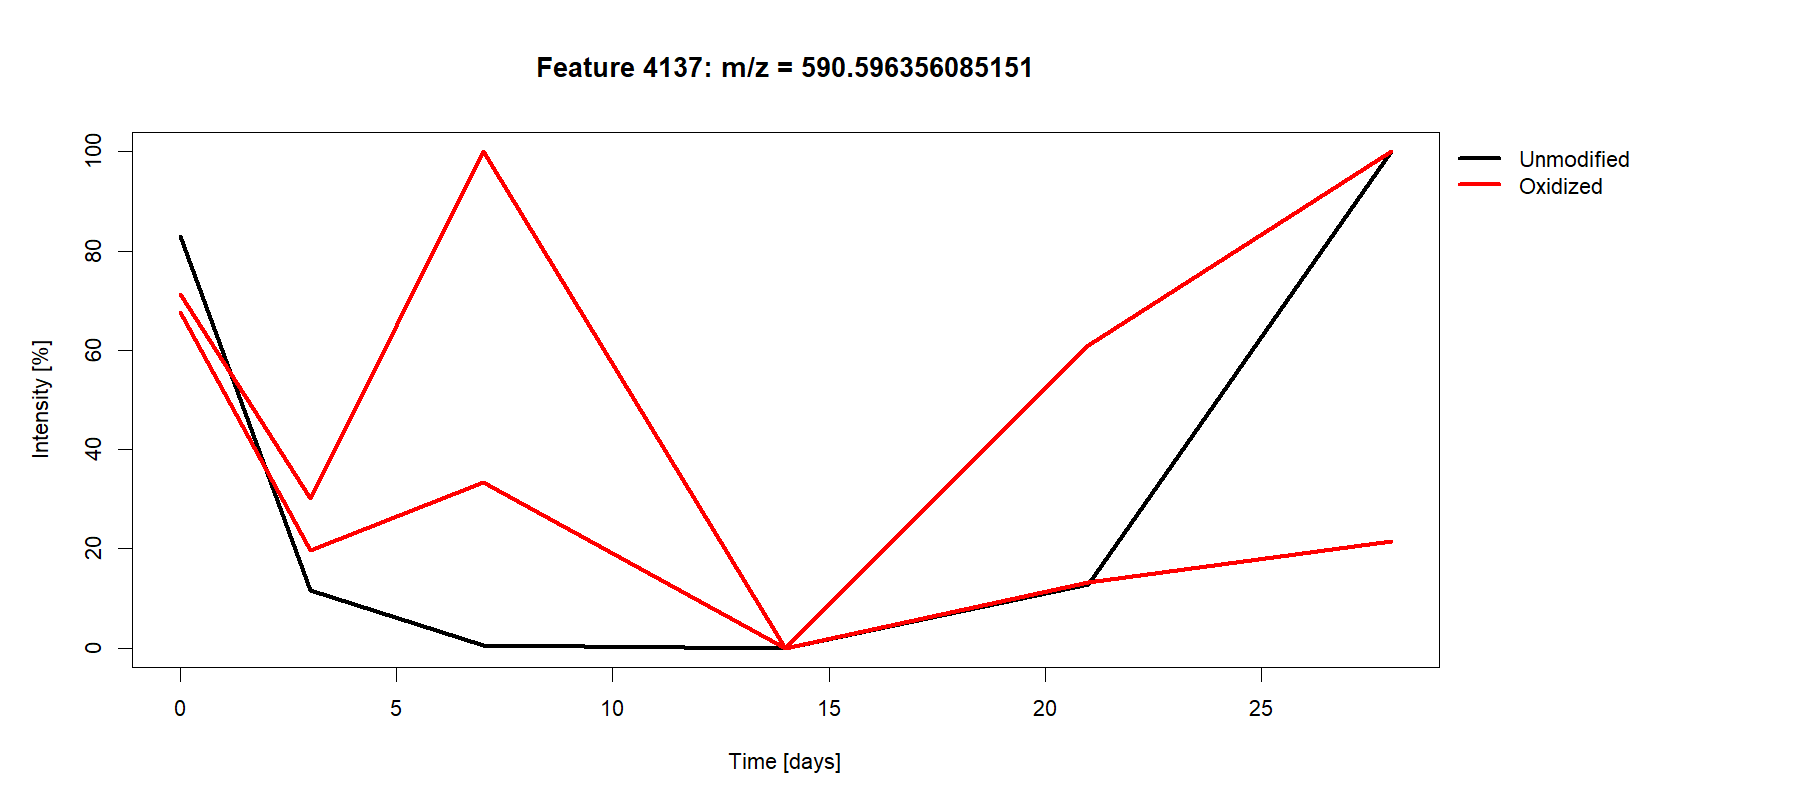 Feature 4137: m/z = 590.596356085151
Unmodified
Oxidized
Intensity [%]
100
80
60
40
20
0
0 5 10 15 20 25
Time [days]